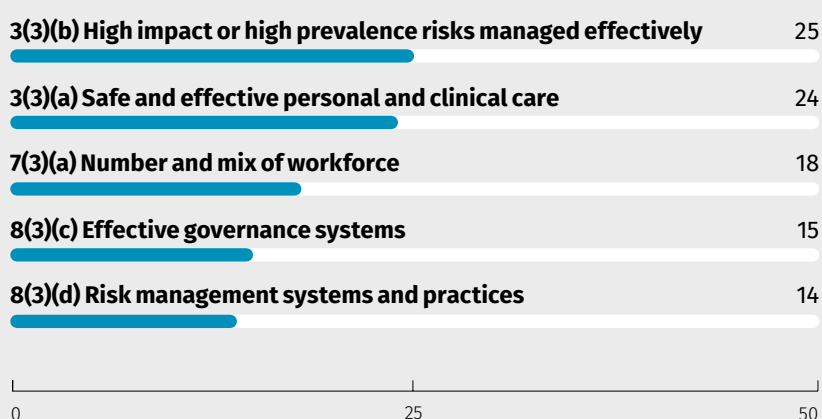 3(3)(b) High impact or high prevalence risks managed effectively 25
3(3)(a) Safe and effective personal and clinical care 24
7(3)(a) Number and mix of workforce 18
8(3)(c) Effective governance systems 15
8(3)(d) Risk management systems and practices 14
0 25 50